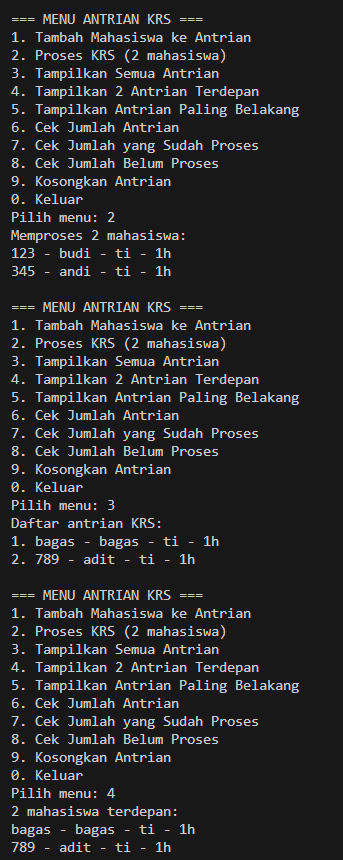 === MENU ANTRIAN KRS ===
1. Tambah Mahasiswa ke Antrian
2. Proses KRS (2 mahasiswa)
3. Tampilkan Semua Antrian
4. Tampilkan 2 Antrian Terdepan
5. Tampilkan Antrian Paling Belakang
6. Cek Jumlah Antrian
7. Cek Jumlah yang Sudah Proses
8. Cek Jumlah Belum Proses
9. Kosongkan Antrian
0. Keluar
Pilih menu: 2
Memproses 2 mahasiswa:
123 - budi - ti - 1h
345 - andi - ti - 1h

=== MENU ANTRIAN KRS ===
1. Tambah Mahasiswa ke Antrian
2. Proses KRS (2 mahasiswa)
3. Tampilkan Semua Antrian
4. Tampilkan 2 Antrian Terdepan
5. Tampilkan Antrian Paling Belakang
6. Cek Jumlah Antrian
7. Cek Jumlah yang Sudah Proses
8. Cek Jumlah Belum Proses
9. Kosongkan Antrian
0. Keluar
Pilih menu: 3
Daftar antrian KRS:
1. bagas - bagas - ti - 1h
2. 789 - adit - ti - 1h

=== MENU ANTRIAN KRS ===
1. Tambah Mahasiswa ke Antrian
2. Proses KRS (2 mahasiswa)
3. Tampilkan Semua Antrian
4. Tampilkan 2 Antrian Terdepan
5. Tampilkan Antrian Paling Belakang
6. Cek Jumlah Antrian
7. Cek Jumlah yang Sudah Proses
8. Cek Jumlah Belum Proses
9. Kosongkan Antrian
0. Keluar
Pilih menu: 4
2 mahasiswa terdepan:
bagas - bagas - ti - 1h
789 - adit - ti - 1h